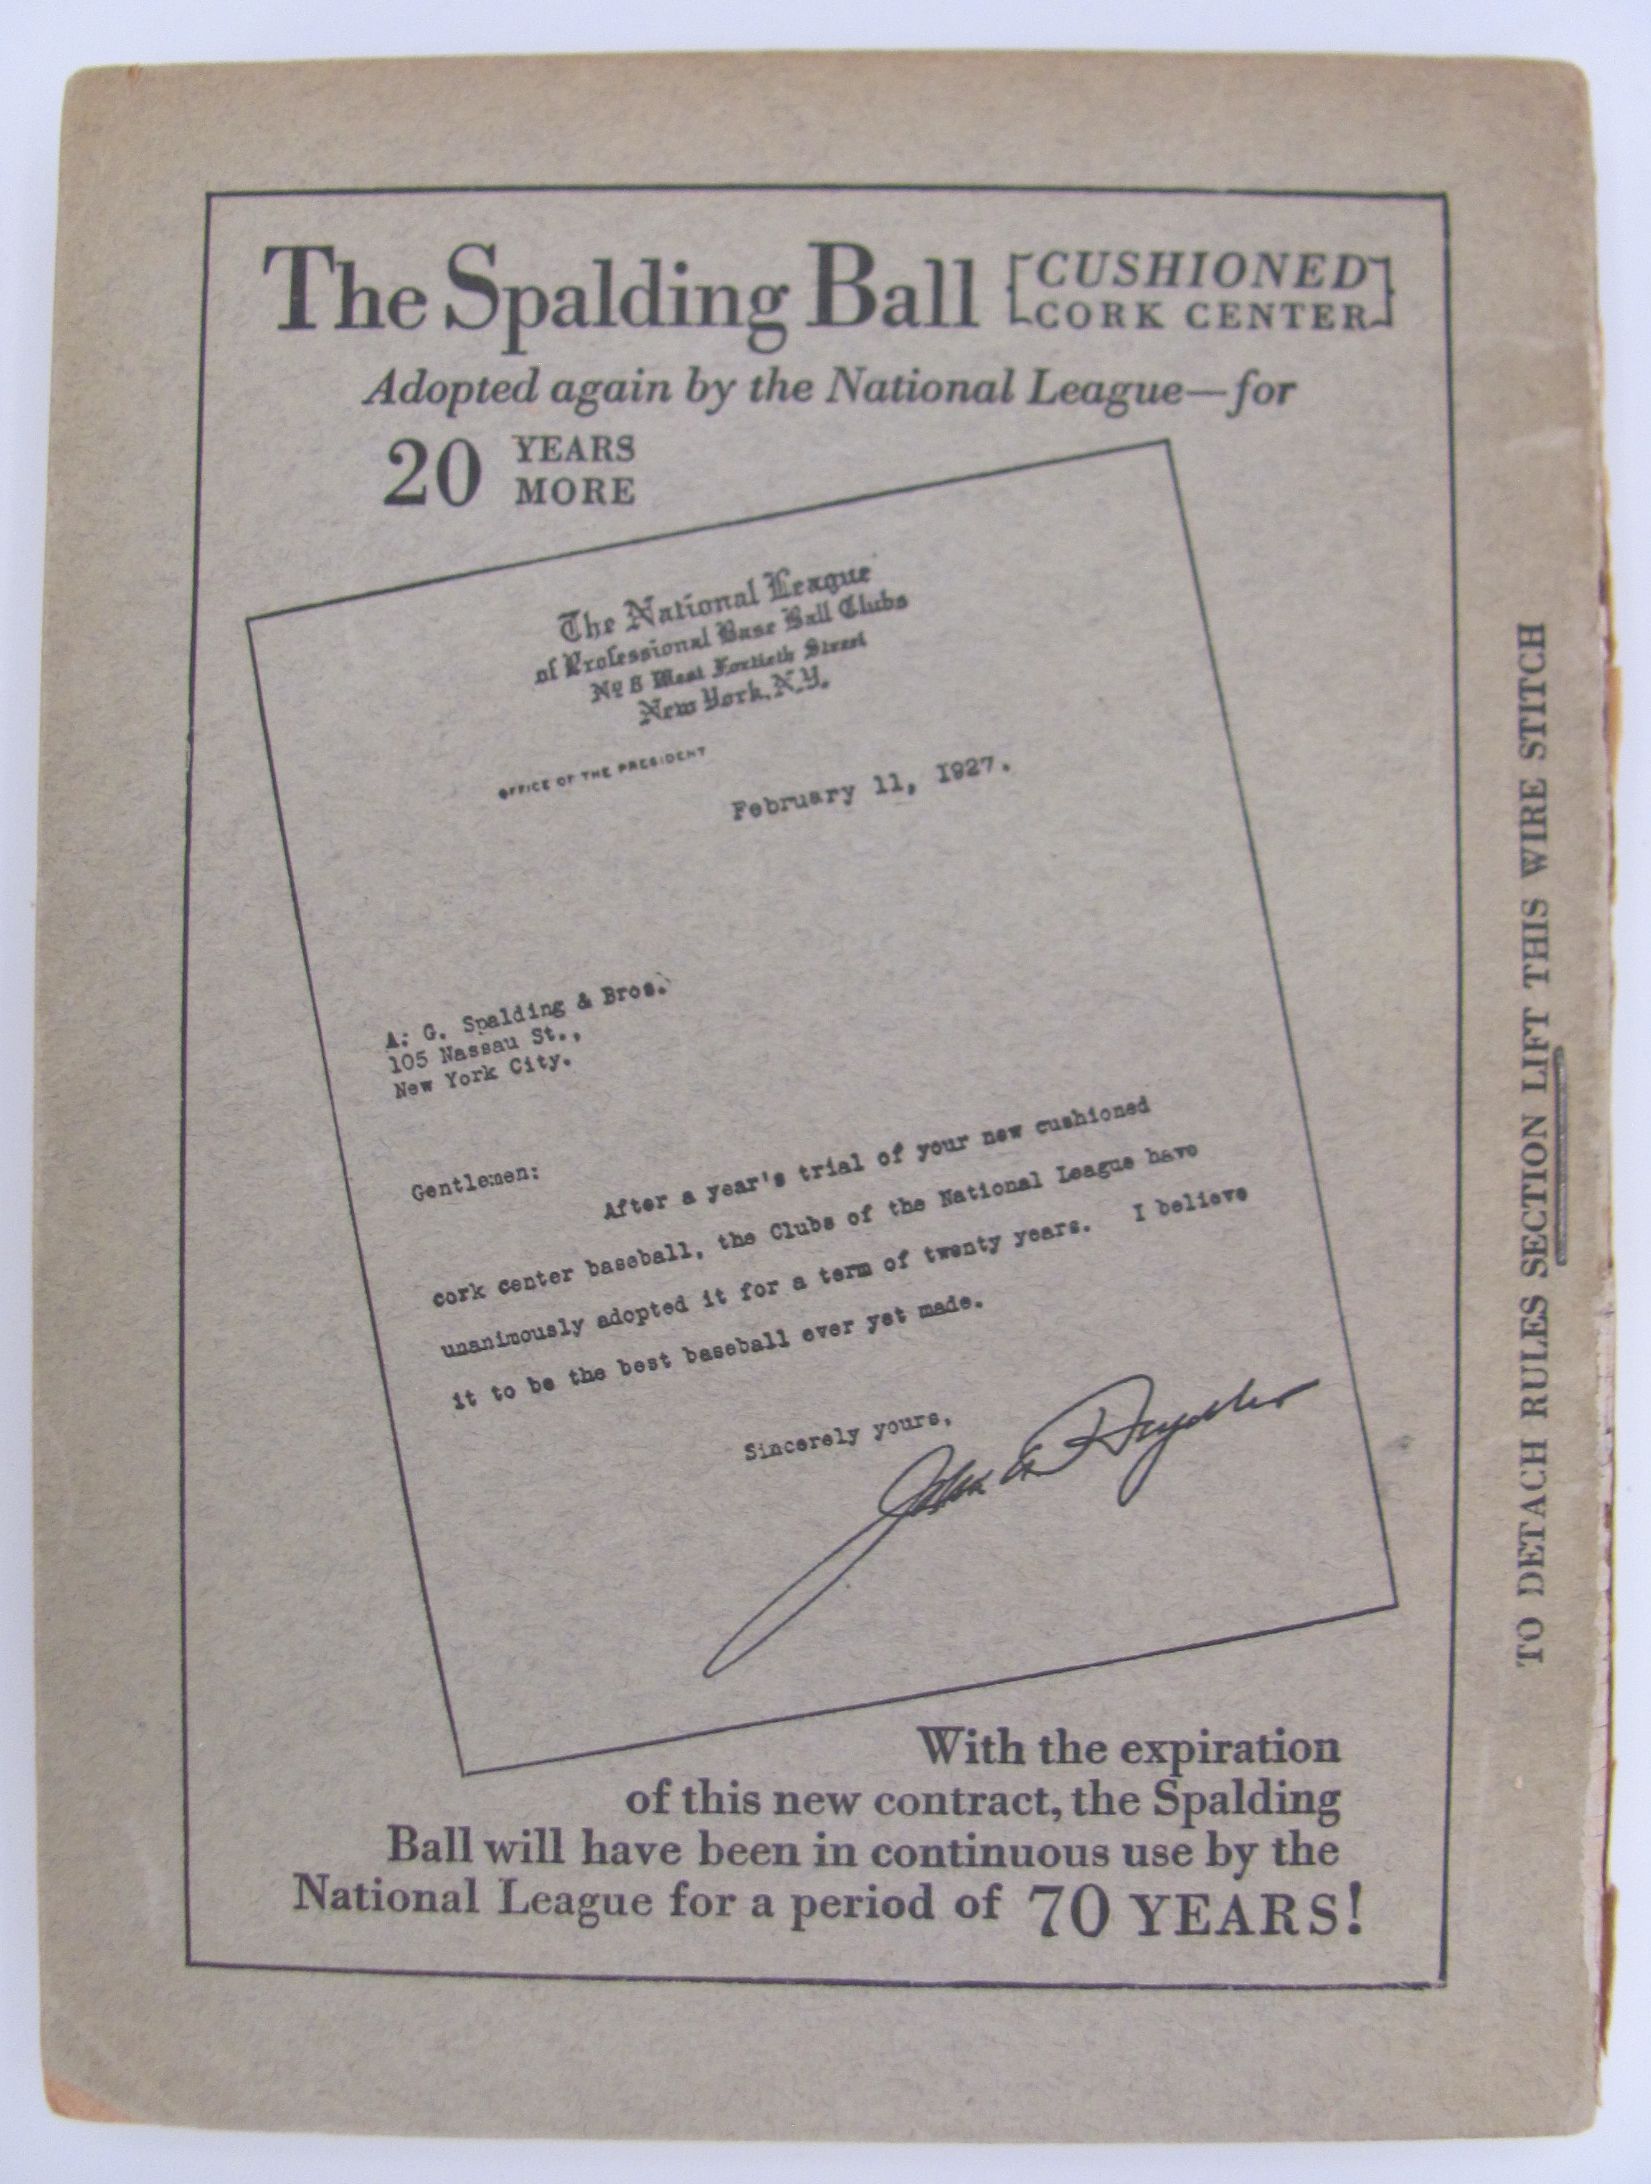 The Spalding Ball [CUSHIONED
CORK CENTER]
Adopted again by the National League—for
20 YEARS
MORE
The National League
of Professional Base Ball Clubs
No 8 West Fortieth Street
New York, N.Y.
OFFICE OF THE PRESIDENT
February 11, 1927.
A. G. Spalding & Bros.
105 Nassau St.,
New York City.
Gentlemen:
After a year's trial of your new cushioned
cork center baseball, the Clubs of the National League have
unanimously adopted it for a term of twenty years. I believe
it to be the best baseball ever yet made.
Sincerely yours,
John A Heydler
With the expiration
of this new contract, the Spalding
Ball will have been in continuous use by the
National League for a period of 70 YEARS!
TO DETACH RULES SECTION LIFT THIS WIRE STITCH